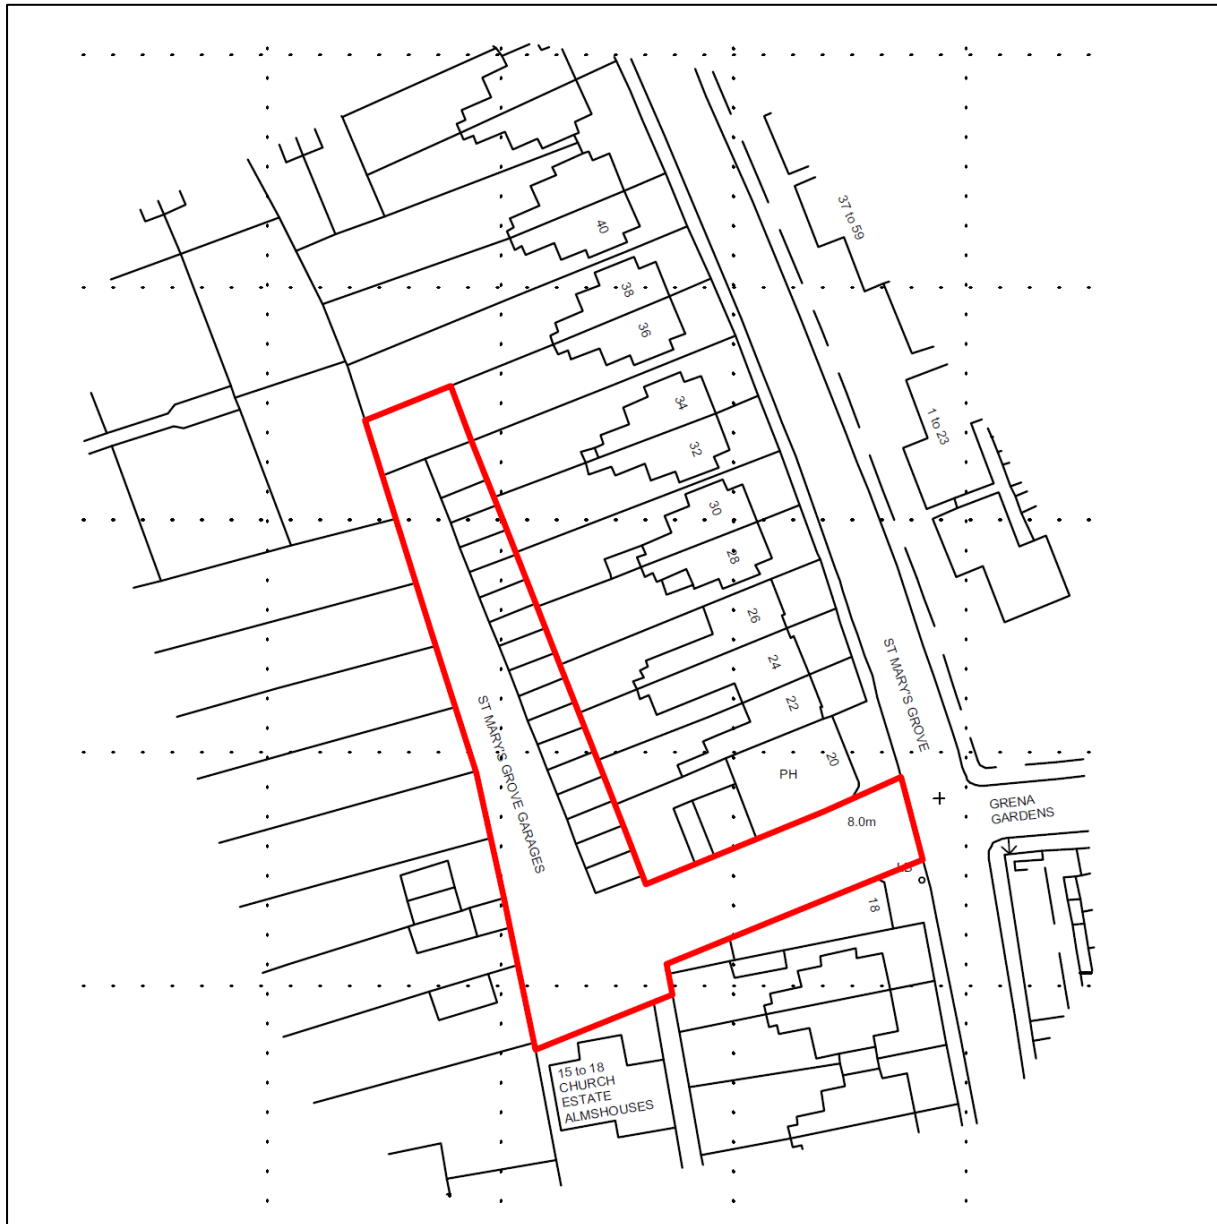 37 to 59
40
38
36
1 to 23
34
32
30
28
26
24
22
20
ST MARY'S GROVE
ST MARY'S GROVE GARAGES
PH
8.0m
GRENA
GARDENS
18
15 to 18
CHURCH
ESTATE
ALMSHOUSES